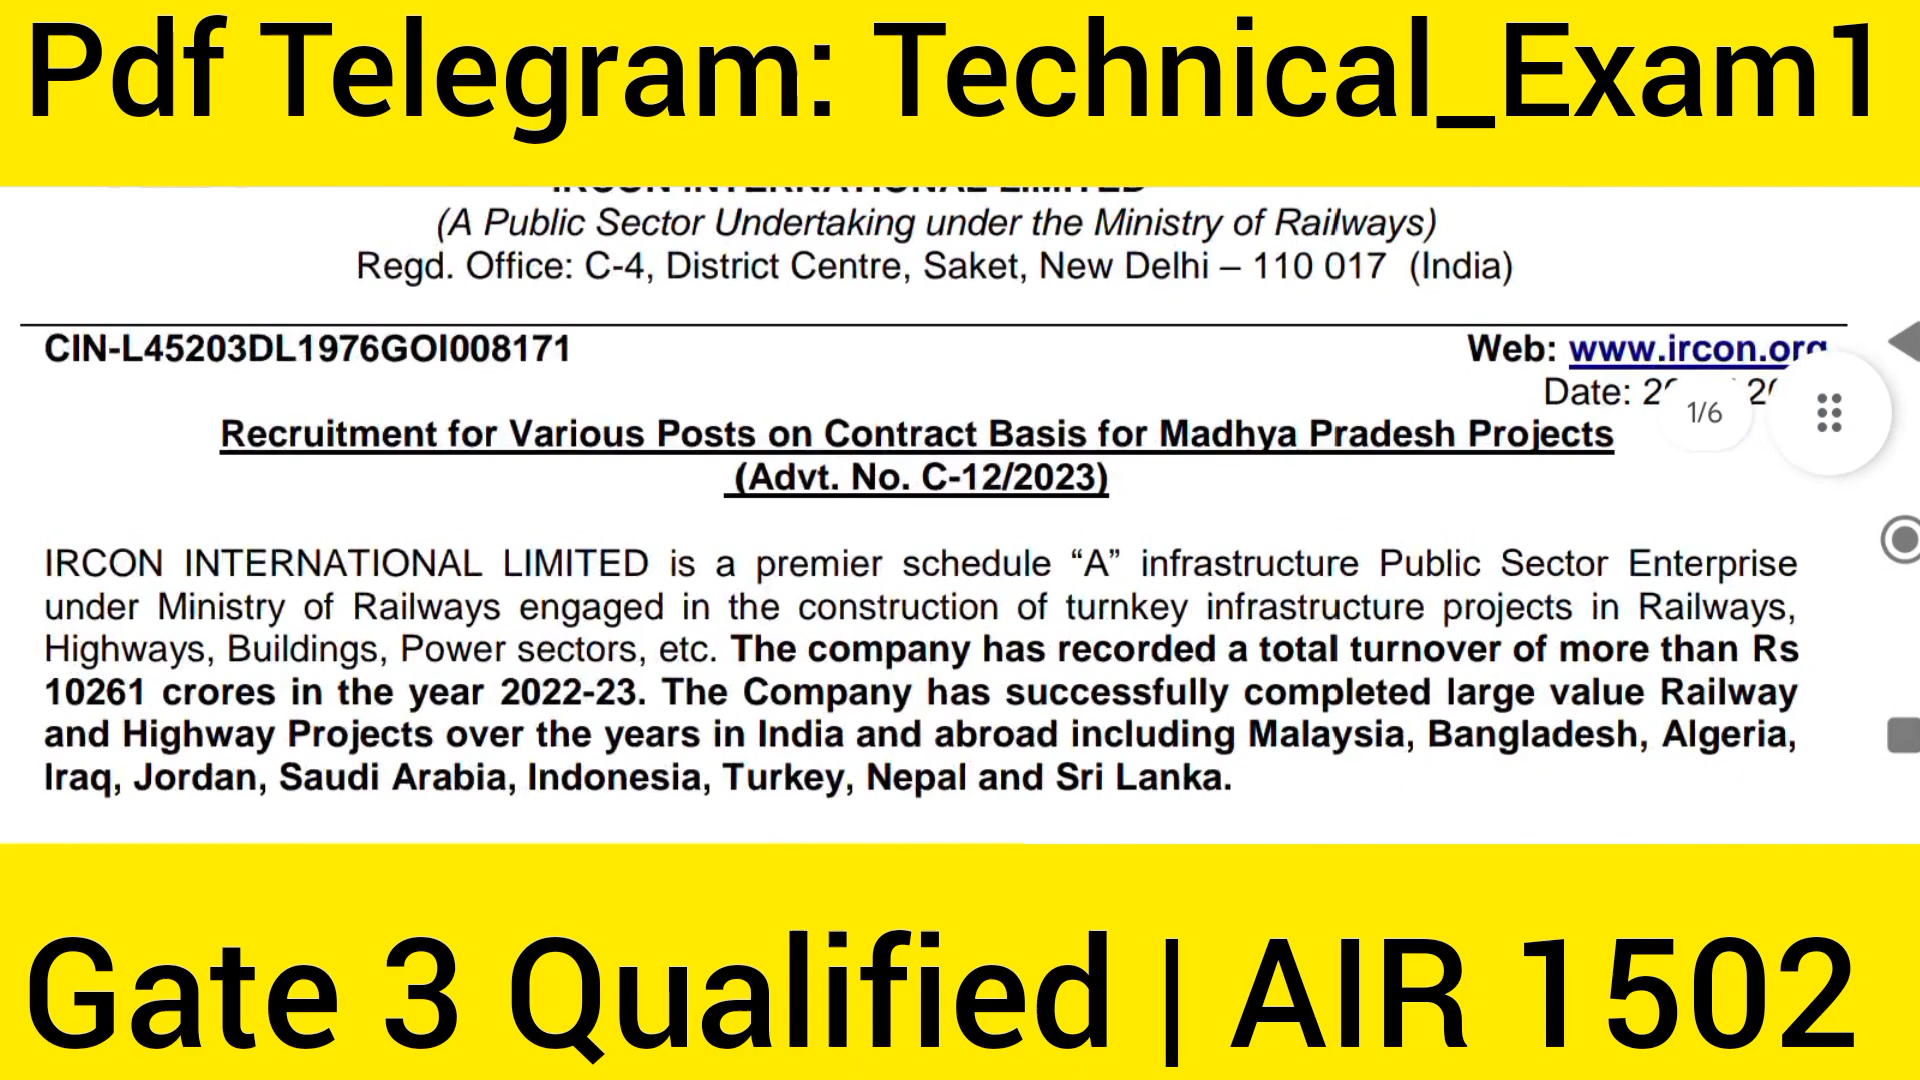 Pdf Telegram: Technical_Exam1
IRCON INTERNATIONAL LIMITED
(A Public Sector Undertaking under the Ministry of Railways)
Regd. Office: C-4, District Centre, Saket, New Delhi – 110 017 (India)
CIN-L45203DL1976GOI008171 Web: www.ircon.org
Date:
1/6
Recruitment for Various Posts on Contract Basis for Madhya Pradesh Projects
(Advt. No. C-12/2023)
IRCON INTERNATIONAL LIMITED is a premier schedule “A” infrastructure Public Sector Enterprise
under Ministry of Railways engaged in the construction of turnkey infrastructure projects in Railways,
Highways, Buildings, Power sectors, etc. The company has recorded a total turnover of more than Rs
10261 crores in the year 2022-23. The Company has successfully completed large value Railway
and Highway Projects over the years in India and abroad including Malaysia, Bangladesh, Algeria,
Iraq, Jordan, Saudi Arabia, Indonesia, Turkey, Nepal and Sri Lanka.
Gate 3 Qualified | AIR 1502